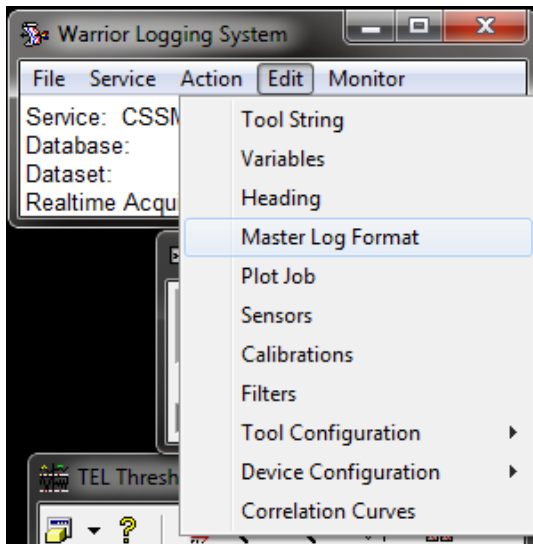 Warrior Logging System
File Service Action Edit Monitor
Service: CSSM
Database:
Dataset:
Realtime Acqu
Tool String
Variables
Heading
Master Log Format
Plot Job
Sensors
Calibrations
Filters
Tool Configuration
Device Configuration
Correlation Curves
TEL Thresh